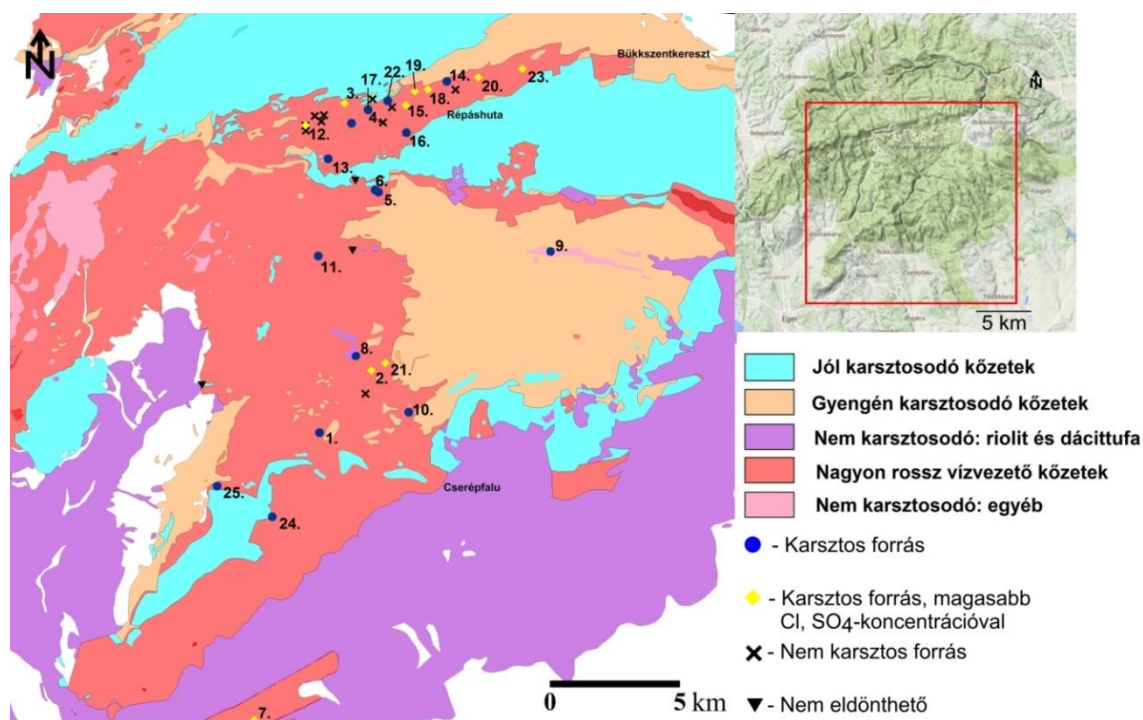 N
Bükkszentkereszt
19.
17.
22.
14.
23.
3.
20.
18.
4.
15.
Répáshuta
12.
16.
13.
6.
5.
11.
9.
8.
21.
2.
10.
1.
Cserépfalu
25.
24.
7.
0 5 km
N
Eger
5 km
Jól karsztosodó kőzetek
Gyengén karsztosodó kőzetek
Nem karsztosodó: riolit és dácittufa
Nagyon rossz vízvezető kőzetek
Nem karsztosodó: egyéb
- Karsztos forrás
- Karsztos forrás, magasabb
Cl, SO4-koncentrációval
- Nem karsztos forrás
- Nem eldönthető